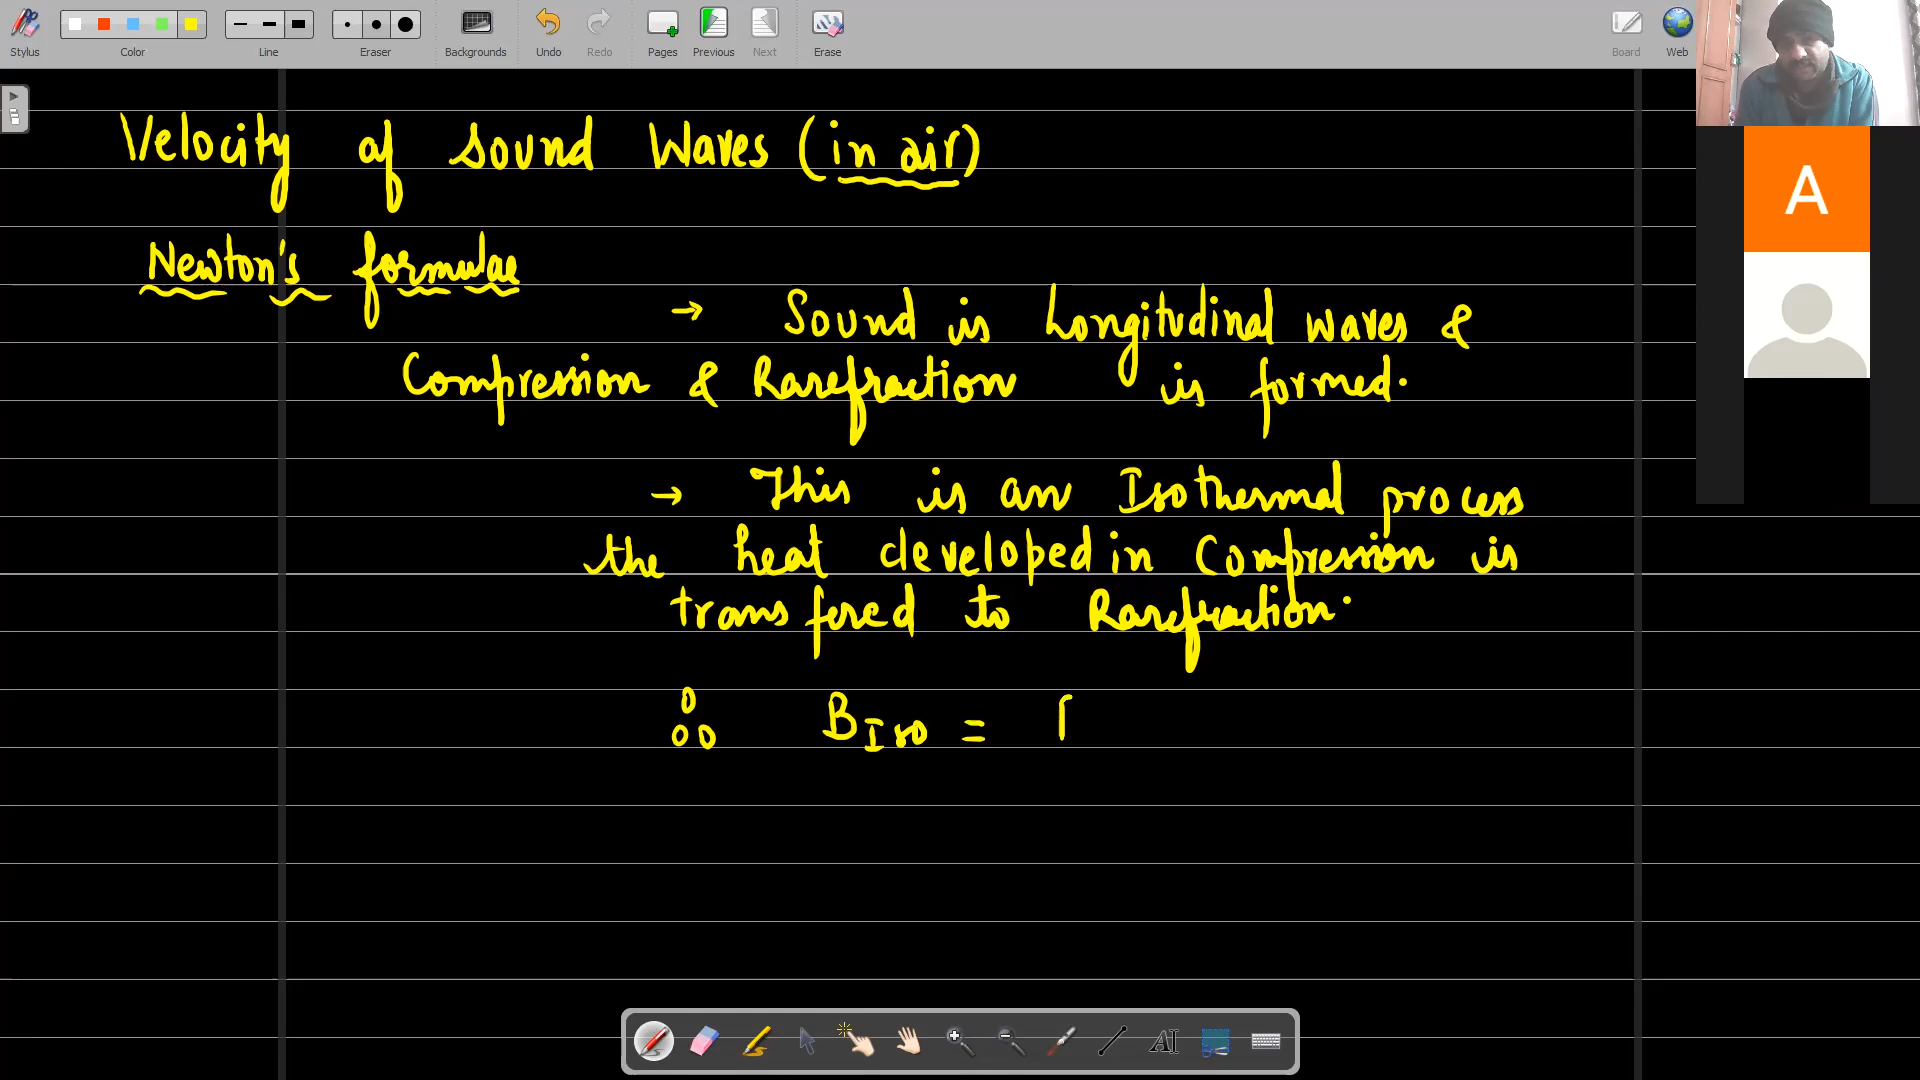 Stylus
Color
Line
Eraser
Backgrounds
Undo
Redo
Pages
Previous
Next
Erase
Board
Web
A
Velocity of Sound Waves (in air)
Newton's formulae
→ Sound is Longitudinal waves &
Compression & Rarefraction is formed.
→ This is an Isothermal process
the heat developed in Compression is
transfered to Rarefraction.
∴ B_Iso =
AI